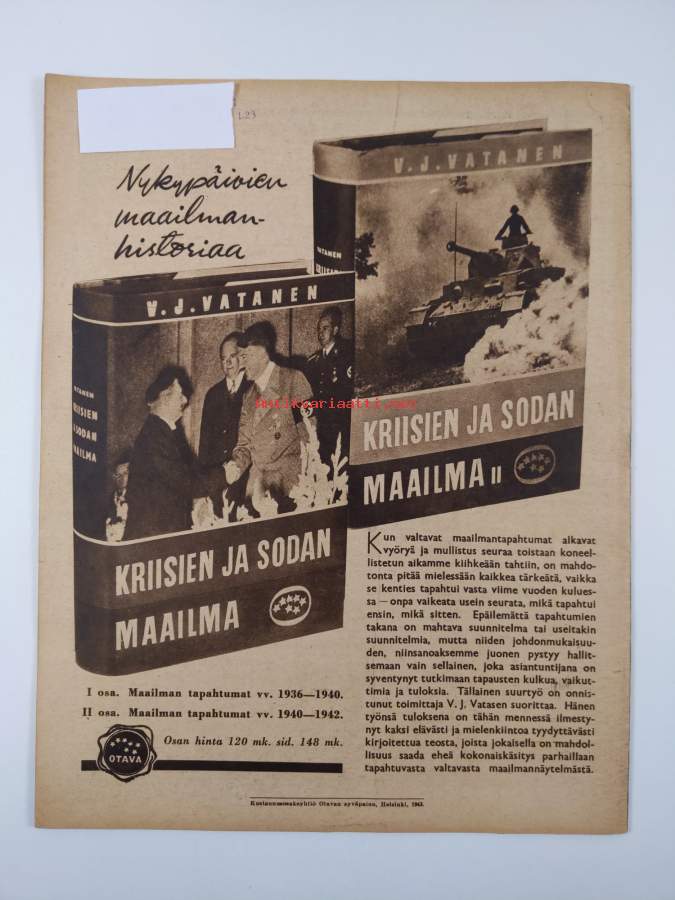 L23
Nykypäivien
maailman-
historiaa
V. J. VATANEN
KRIISIEN JA SODAN
MAAILMA II
VATANEN
V. J. VATANEN
VATANEN
KRIISIEN
JA SODAN
MAAILMA
KRIISIEN JA SODAN
MAAILMA
Antikvariaatti.net
Kun valtavat maailmantapahtumat alkavat
vyöryä ja mullistus seuraa toistaan koneel-
listetun aikamme kiihkeään tahtiin, on mahdo-
tonta pitää mielessään kaikkea tärkeätä, vaikka
se kenties tapahtui vasta viime vuoden kulues-
sa — onpa vaikeata usein seurata, mikä tapahtui
ensin, mikä sitten. Epäilemättä tapahtumien
takana on mahtava suunnitelma tai useitakin
suunnitelmia, mutta niiden johdonmukaisuu-
den, niinsanoaksemme juonen pystyy hallit-
semaan vain sellainen, joka asiantuntijana on
syventynyt tutkimaan tapausten kulkua, vaikut-
timia ja tuloksia. Tällaisen suurtyön on onnis-
tunut toimittaja V. J. Vatasen suorittaa. Hänen
työnsä tuloksena on tähän mennessä ilmesty-
nyt kaksi elävästi ja mielenkiintoa tyydyttävästi
kirjoitettua teosta, joista jokaisella on mahdol-
lisuus saada eheä kokonaiskäsitys parhaillaan
tapahtuvasta valtavasta maailmannäytelmästä.
I osa. Maailman tapahtumat vv. 1936—1940.
II osa. Maailman tapahtumat vv. 1940—1942.
Osan hinta 120 mk. sid. 148 mk.
OTAVA
Kustannusosakeyhtiö Otavan syväpaino, Helsinki, 1943.